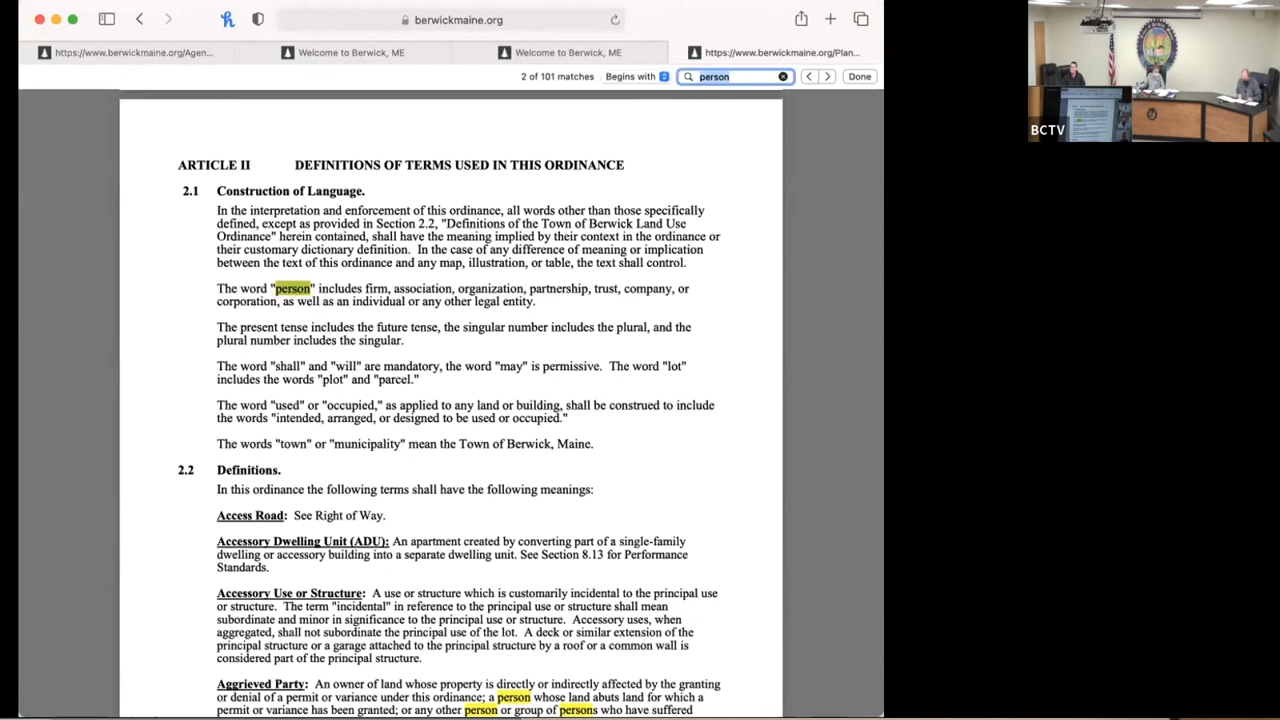 berwickmaine.org
https://www.berwickmaine.org/Agen...
Welcome to Berwick, ME
Welcome to Berwick, ME
https://www.berwickmaine.org/Plan...
2 of 101 matches
Begins with
person
Done
BCTV
ARTICLE II DEFINITIONS OF TERMS USED IN THIS ORDINANCE
2.1 Construction of Language.
In the interpretation and enforcement of this ordinance, all words other than those specifically
defined, except as provided in Section 2.2, "Definitions of the Town of Berwick Land Use
Ordinance" herein contained, shall have the meaning implied by their context in the ordinance or
their customary dictionary definition. In the case of any difference of meaning or implication
between the text of this ordinance and any map, illustration, or table, the text shall control.
The word "person" includes firm, association, organization, partnership, trust, company, or
corporation, as well as an individual or any other legal entity.
The present tense includes the future tense, the singular number includes the plural, and the
plural number includes the singular.
The word "shall" and "will" are mandatory, the word "may" is permissive. The word "lot"
includes the words "plot" and "parcel."
The word "used" or "occupied," as applied to any land or building, shall be construed to include
the words "intended, arranged, or designed to be used or occupied."
The words "town" or "municipality" mean the Town of Berwick, Maine.
2.2 Definitions.
In this ordinance the following terms shall have the following meanings:
Access Road: See Right of Way.
Accessory Dwelling Unit (ADU): An apartment created by converting part of a single-family
dwelling or accessory building into a separate dwelling unit. See Section 8.13 for Performance
Standards.
Accessory Use or Structure: A use or structure which is customarily incidental to the principal use
or structure. The term "incidental" in reference to the principal use or structure shall mean
subordinate and minor in significance to the principal use or structure. Accessory uses, when
aggregated, shall not subordinate the principal use of the lot. A deck or similar extension of the
principal structure or a garage attached to the principal structure by a roof or a common wall is
considered part of the principal structure.
Aggrieved Party: An owner of land whose property is directly or indirectly affected by the granting
or denial of a permit or variance under this ordinance; a person whose land abuts land for which a
permit or variance has been granted; or any other person or group of persons who have suffered